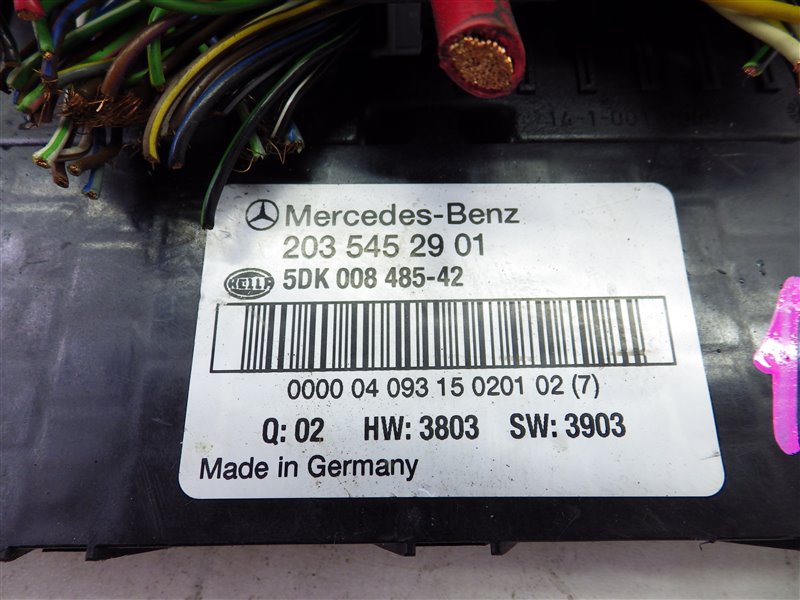 Mercedes-Benz
203 545 29 01
HELLA 5DK 008 485-42
0000 04 093 15 0201 02 (7)
Q: 02 HW: 3803 SW: 3903
Made in Germany